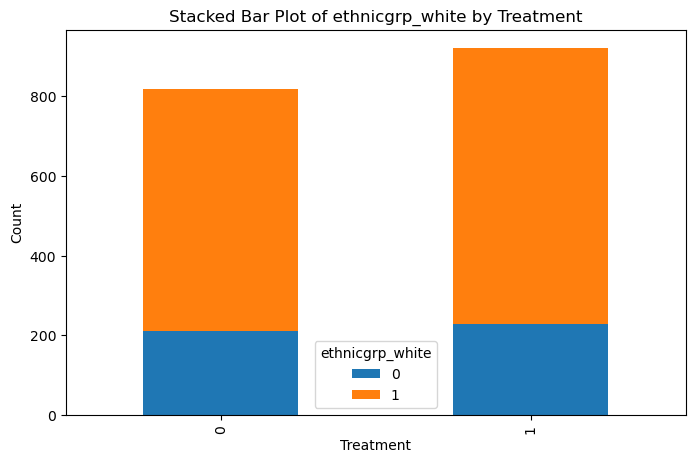 Stacked Bar Plot of ethnicgrp_white by Treatment
Count
800
600
400
200
0
ethnicgrp_white
0
1
0
1
Treatment